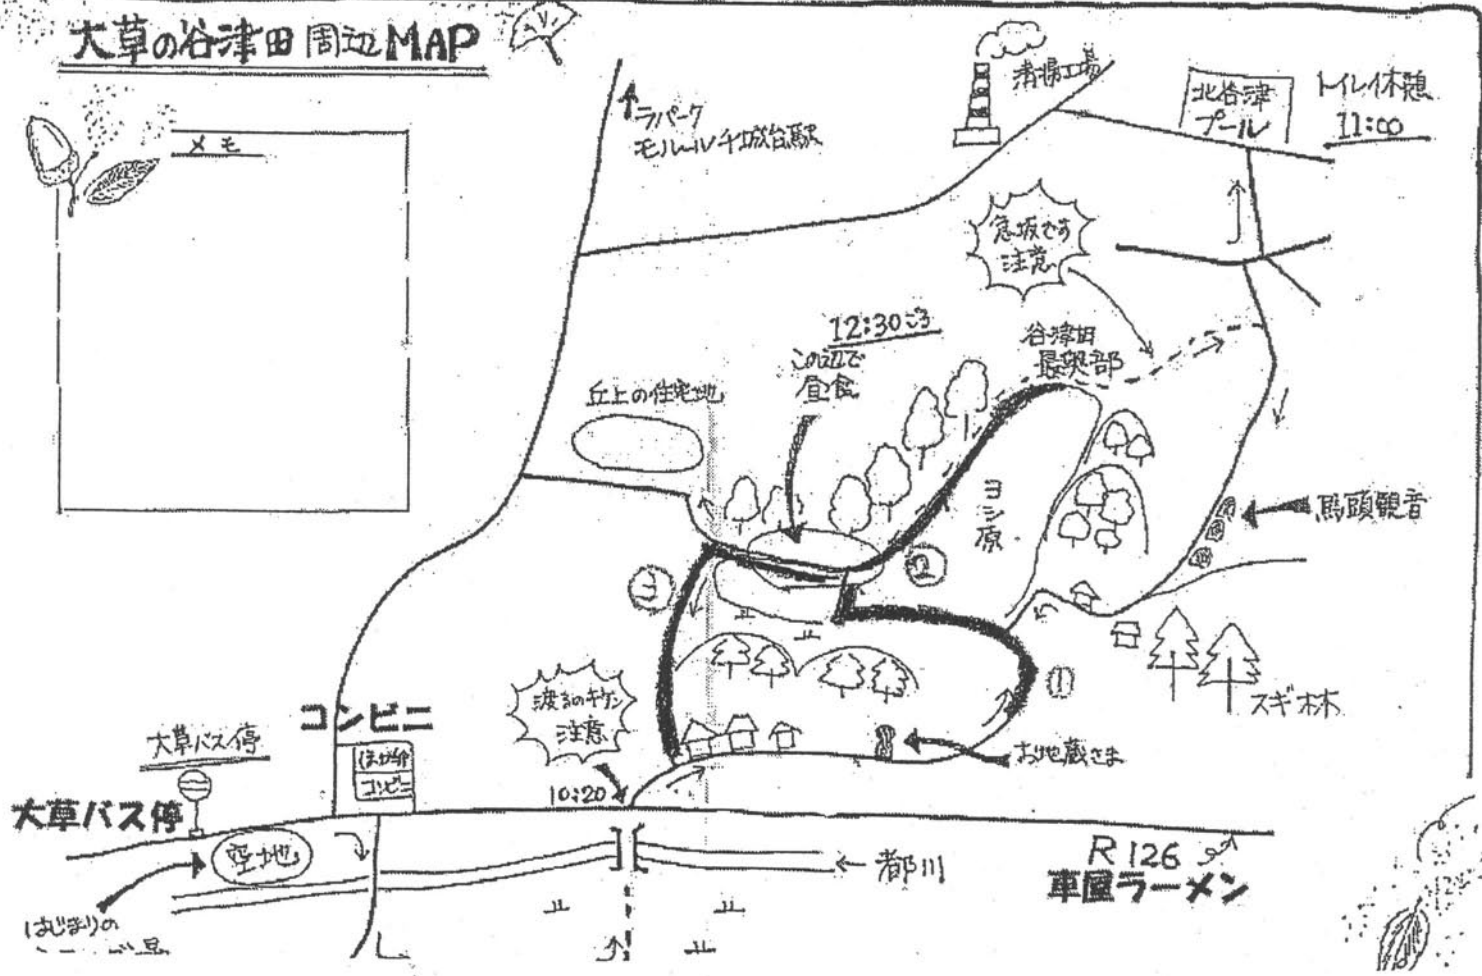 大草の谷津田周辺MAP
メモ
ラパーク
モルール千城台駅
清掃工場
北谷津
プール
トイレ休憩
11:00
急坂です
注意
12:30ごろ
この辺で
昼食
谷津田
最奥部
丘上の住宅地
ヨシ原
馬頭観音
②
③
①
渡るのキケン
注意
スギ林
コンビニ
大草バス停
コンビニ
10:20
お地蔵さま
大草バス停
空地
都川
R126
車屋ラーメン
はじまりの